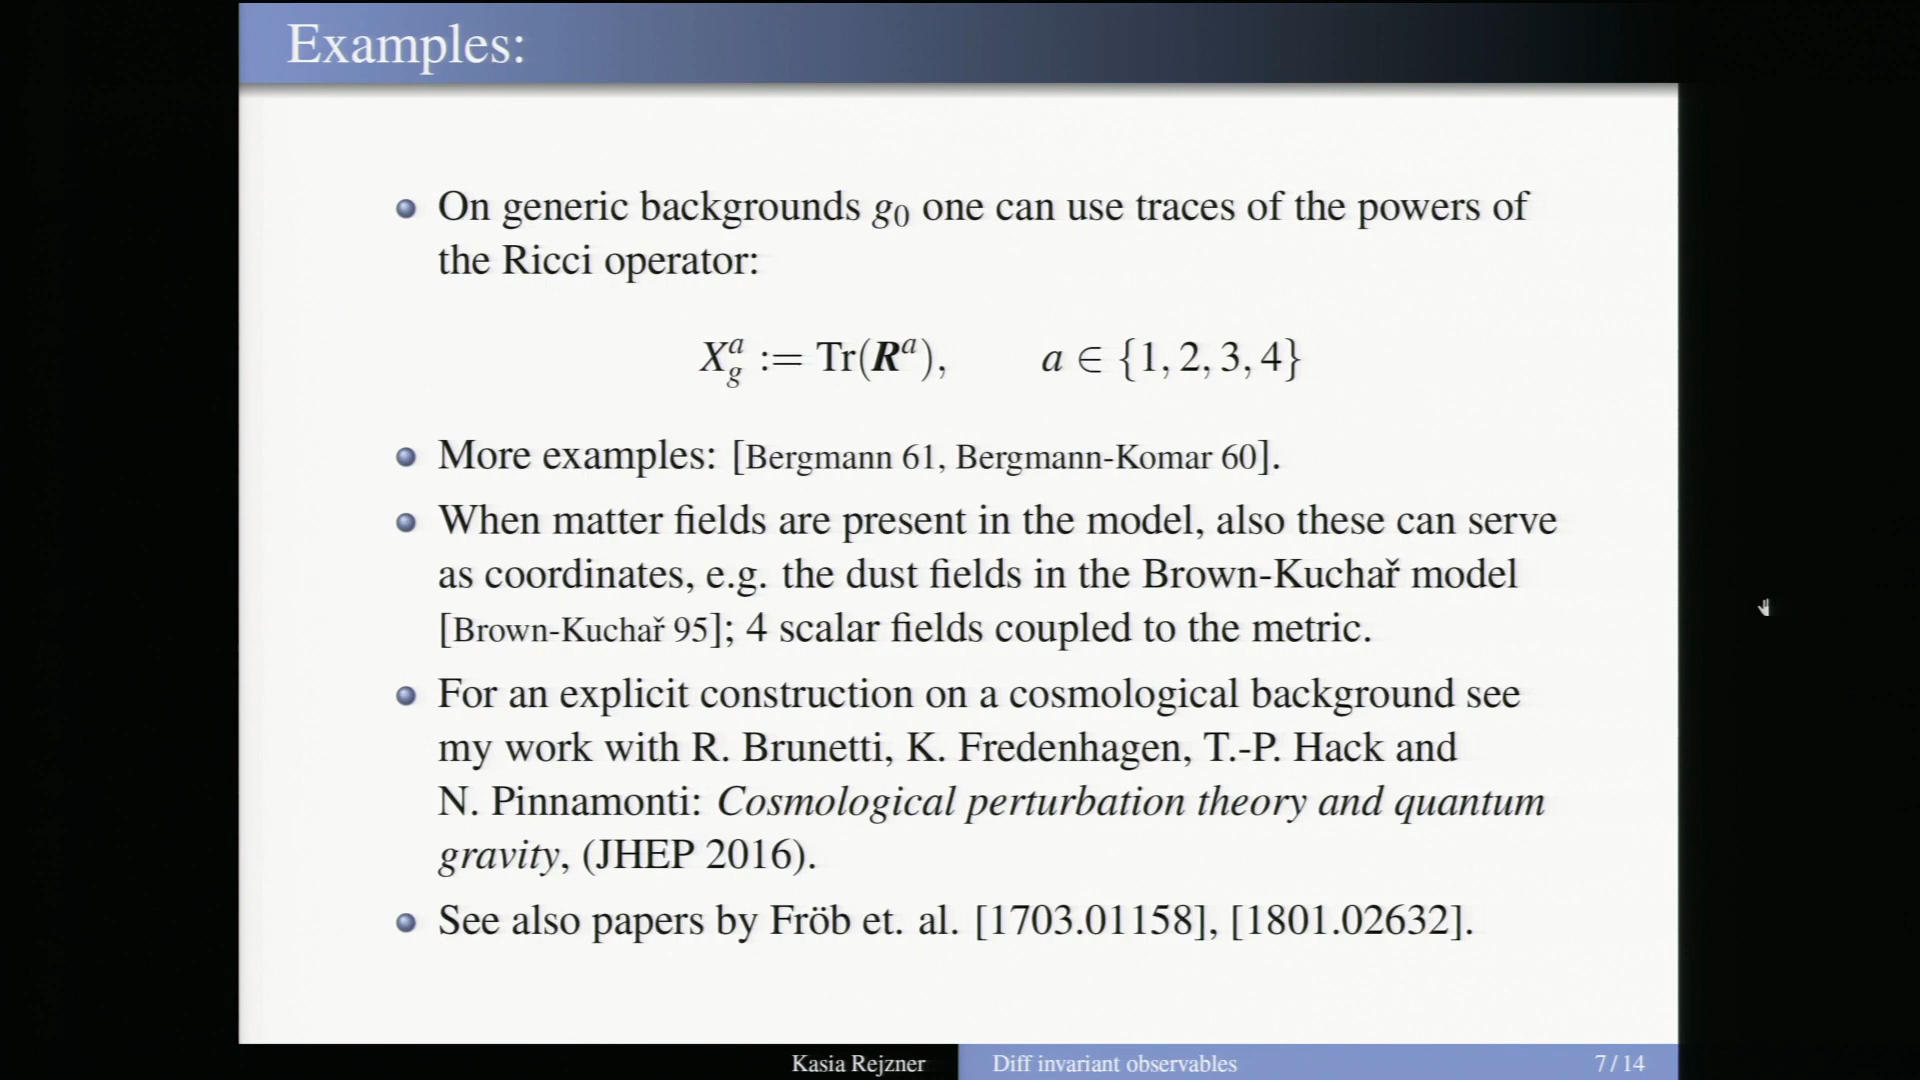 Examples:
On generic backgrounds g₀ one can use traces of the powers of
the Ricci operator:
X_g^a := Tr(R^a), a ∈ {1, 2, 3, 4}
More examples: [Bergmann 61, Bergmann-Komar 60].
When matter fields are present in the model, also these can serve
as coordinates, e.g. the dust fields in the Brown-Kuchař model
[Brown-Kuchař 95]; 4 scalar fields coupled to the metric.
For an explicit construction on a cosmological background see
my work with R. Brunetti, K. Fredenhagen, T.-P. Hack and
N. Pinnamonti: Cosmological perturbation theory and quantum
gravity, (JHEP 2016).
See also papers by Fröb et. al. [1703.01158], [1801.02632].
Kasia Rejzner Diff invariant observables 7 / 14